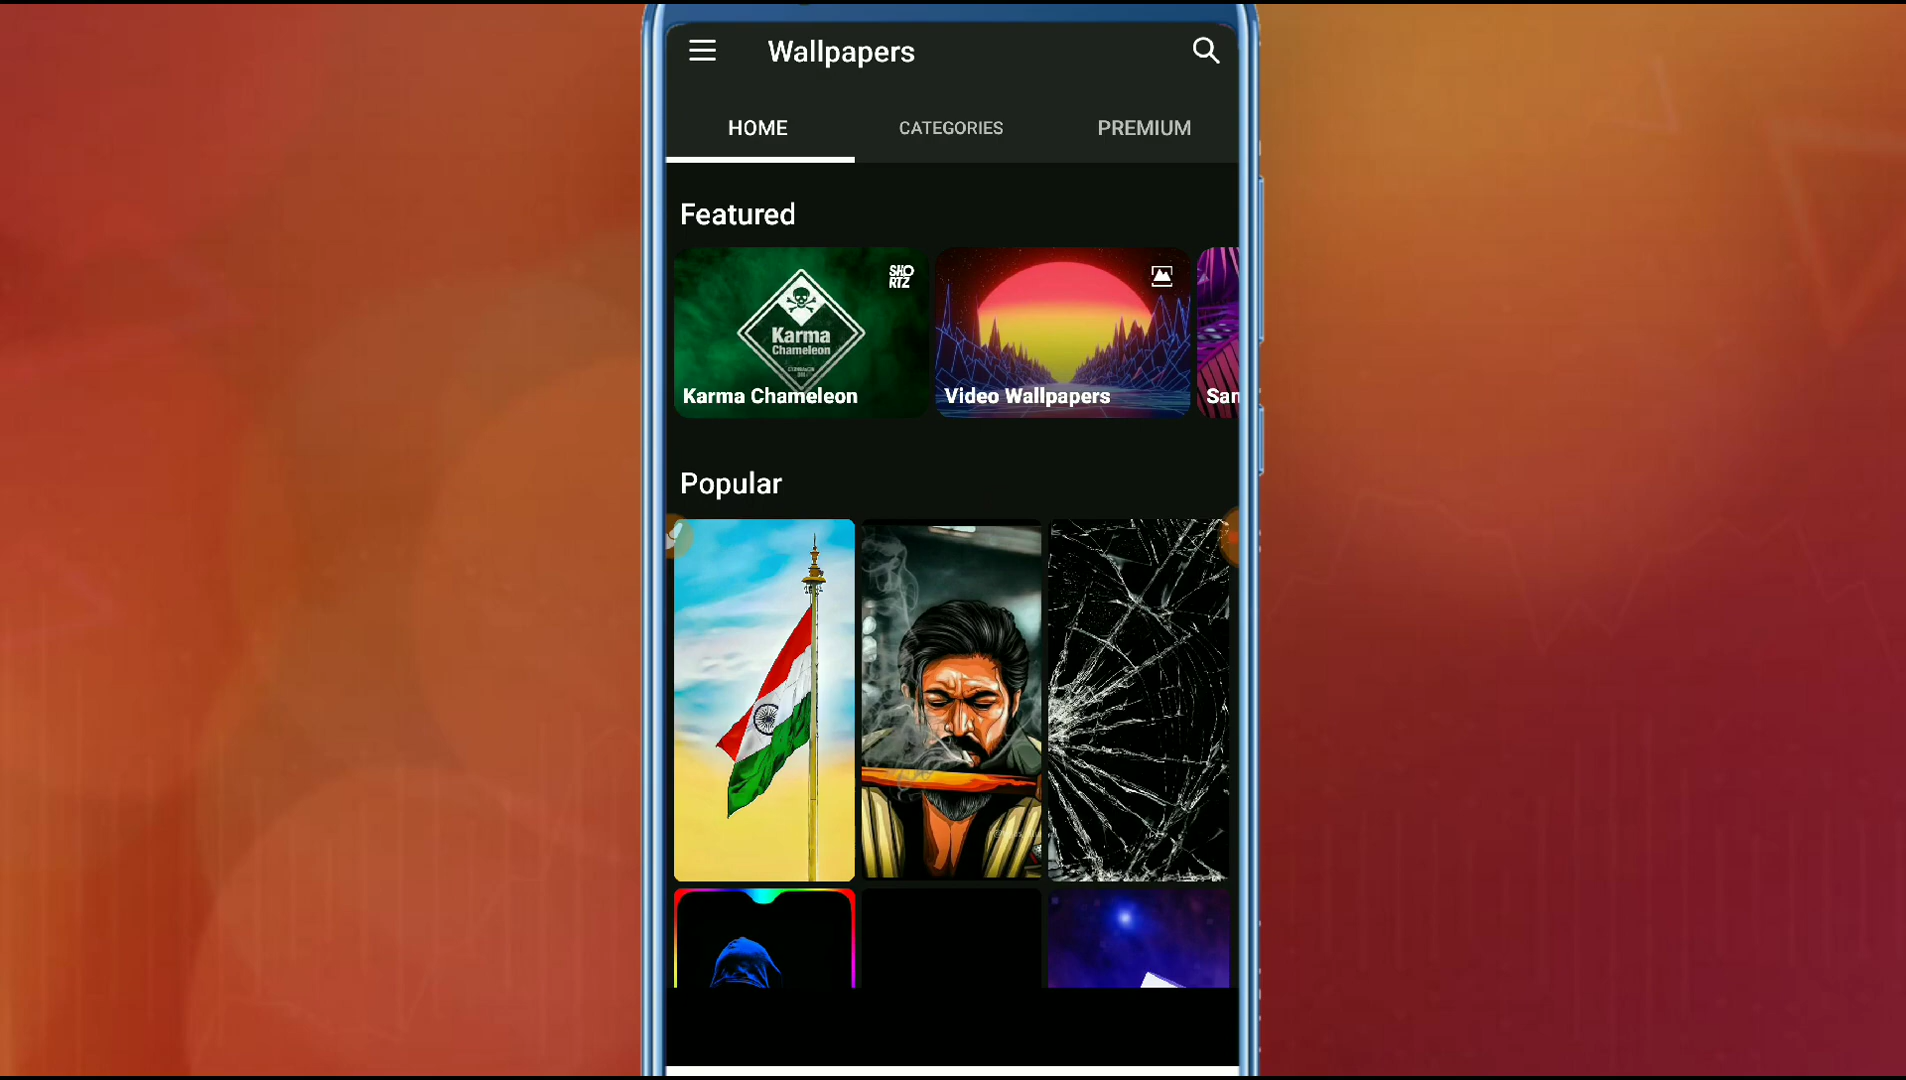 Wallpapers
HOME
CATEGORIES
PREMIUM
Featured
SHO
RTZ
Karma
Chameleon
Karma Chameleon
Video Wallpapers
San
Popular